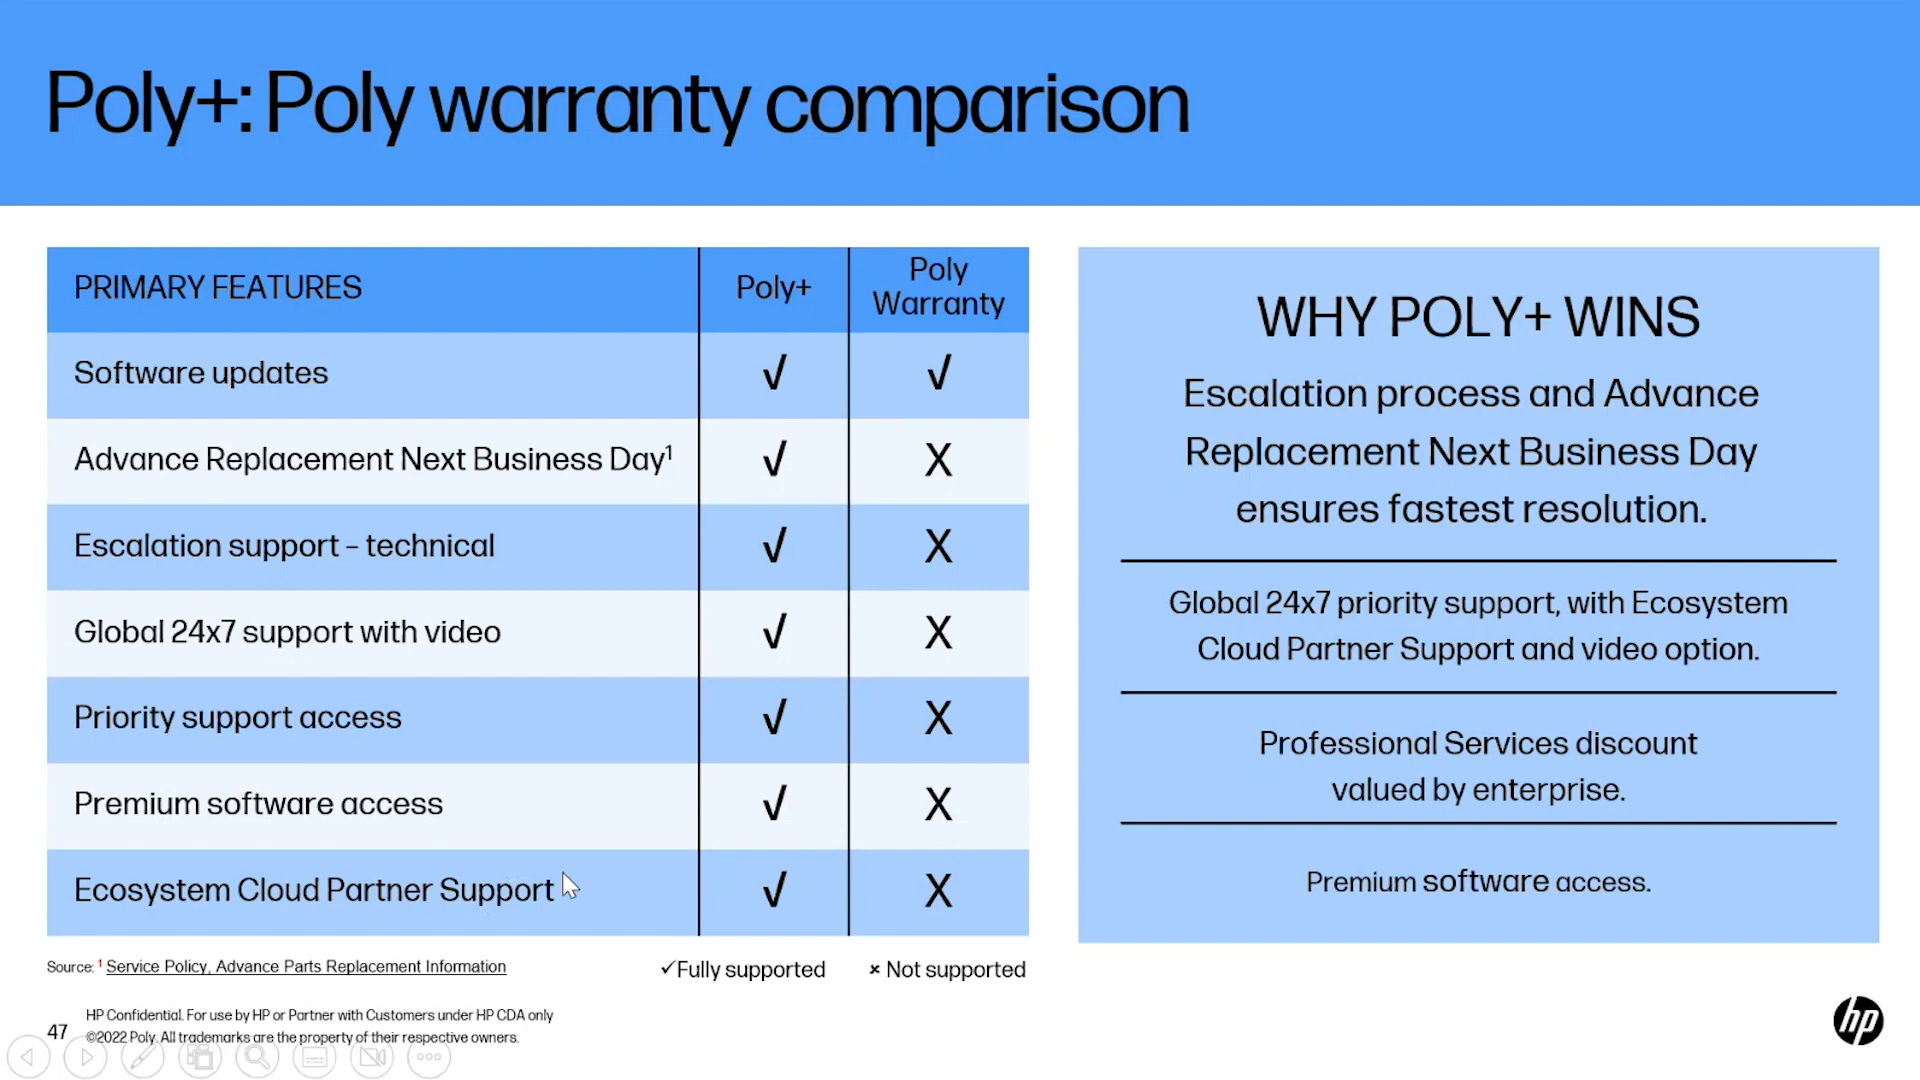 Poly+: Poly warranty comparison
PRIMARY FEATURES Poly+ Poly Warranty
Software updates √ √
Advance Replacement Next Business Day¹ √ X
Escalation support – technical √ X
Global 24x7 support with video √ X
Priority support access √ X
Premium software access √ X
Ecosystem Cloud Partner Support √ X
Source: ¹ Service Policy, Advance Parts Replacement Information
✓Fully supported × Not supported
WHY POLY+ WINS
Escalation process and Advance
Replacement Next Business Day
ensures fastest resolution.
Global 24x7 priority support, with Ecosystem
Cloud Partner Support and video option.
Professional Services discount
valued by enterprise.
Premium software access.
47
HP Confidential. For use by HP or Partner with Customers under HP CDA only
©2022 Poly. All trademarks are the property of their respective owners.
hp